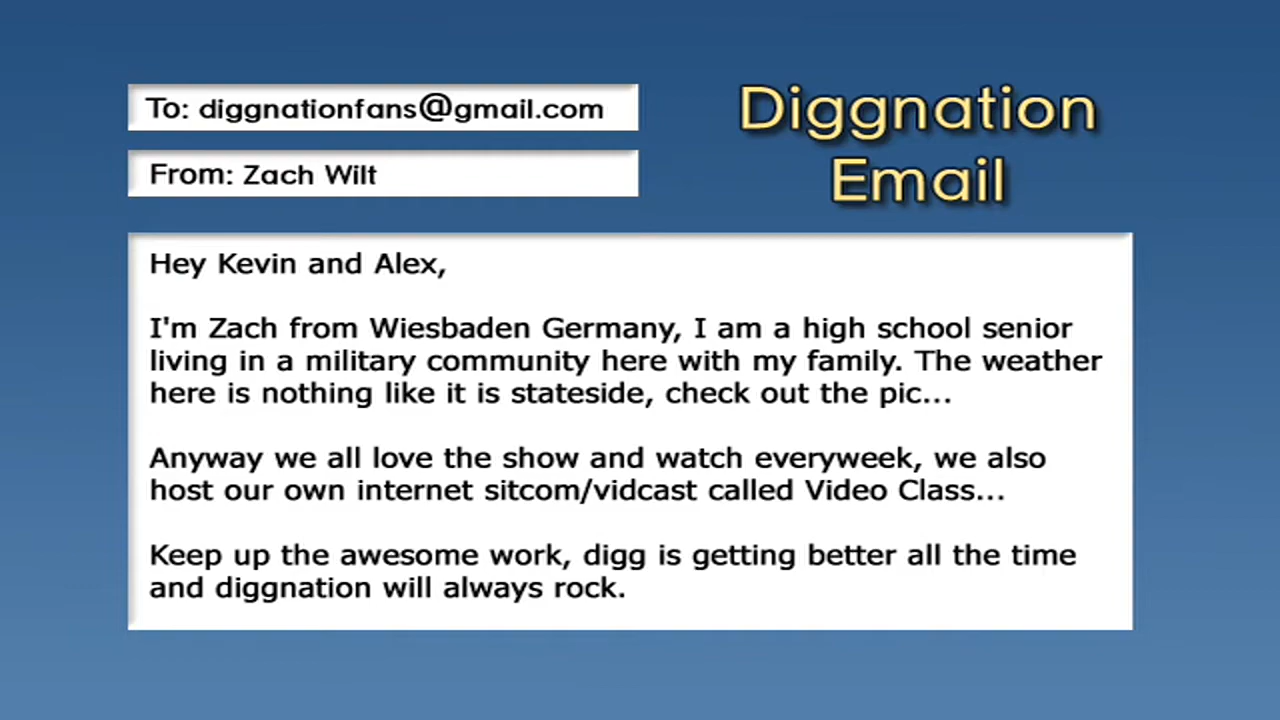 To: diggnationfans@gmail.com
From: Zach Wilt
Diggnation
Email
Hey Kevin and Alex,
I'm Zach from Wiesbaden Germany, I am a high school senior
living in a military community here with my family. The weather
here is nothing like it is stateside, check out the pic...
Anyway we all love the show and watch everyweek, we also
host our own internet sitcom/vidcast called Video Class...
Keep up the awesome work, digg is getting better all the time
and diggnation will always rock.